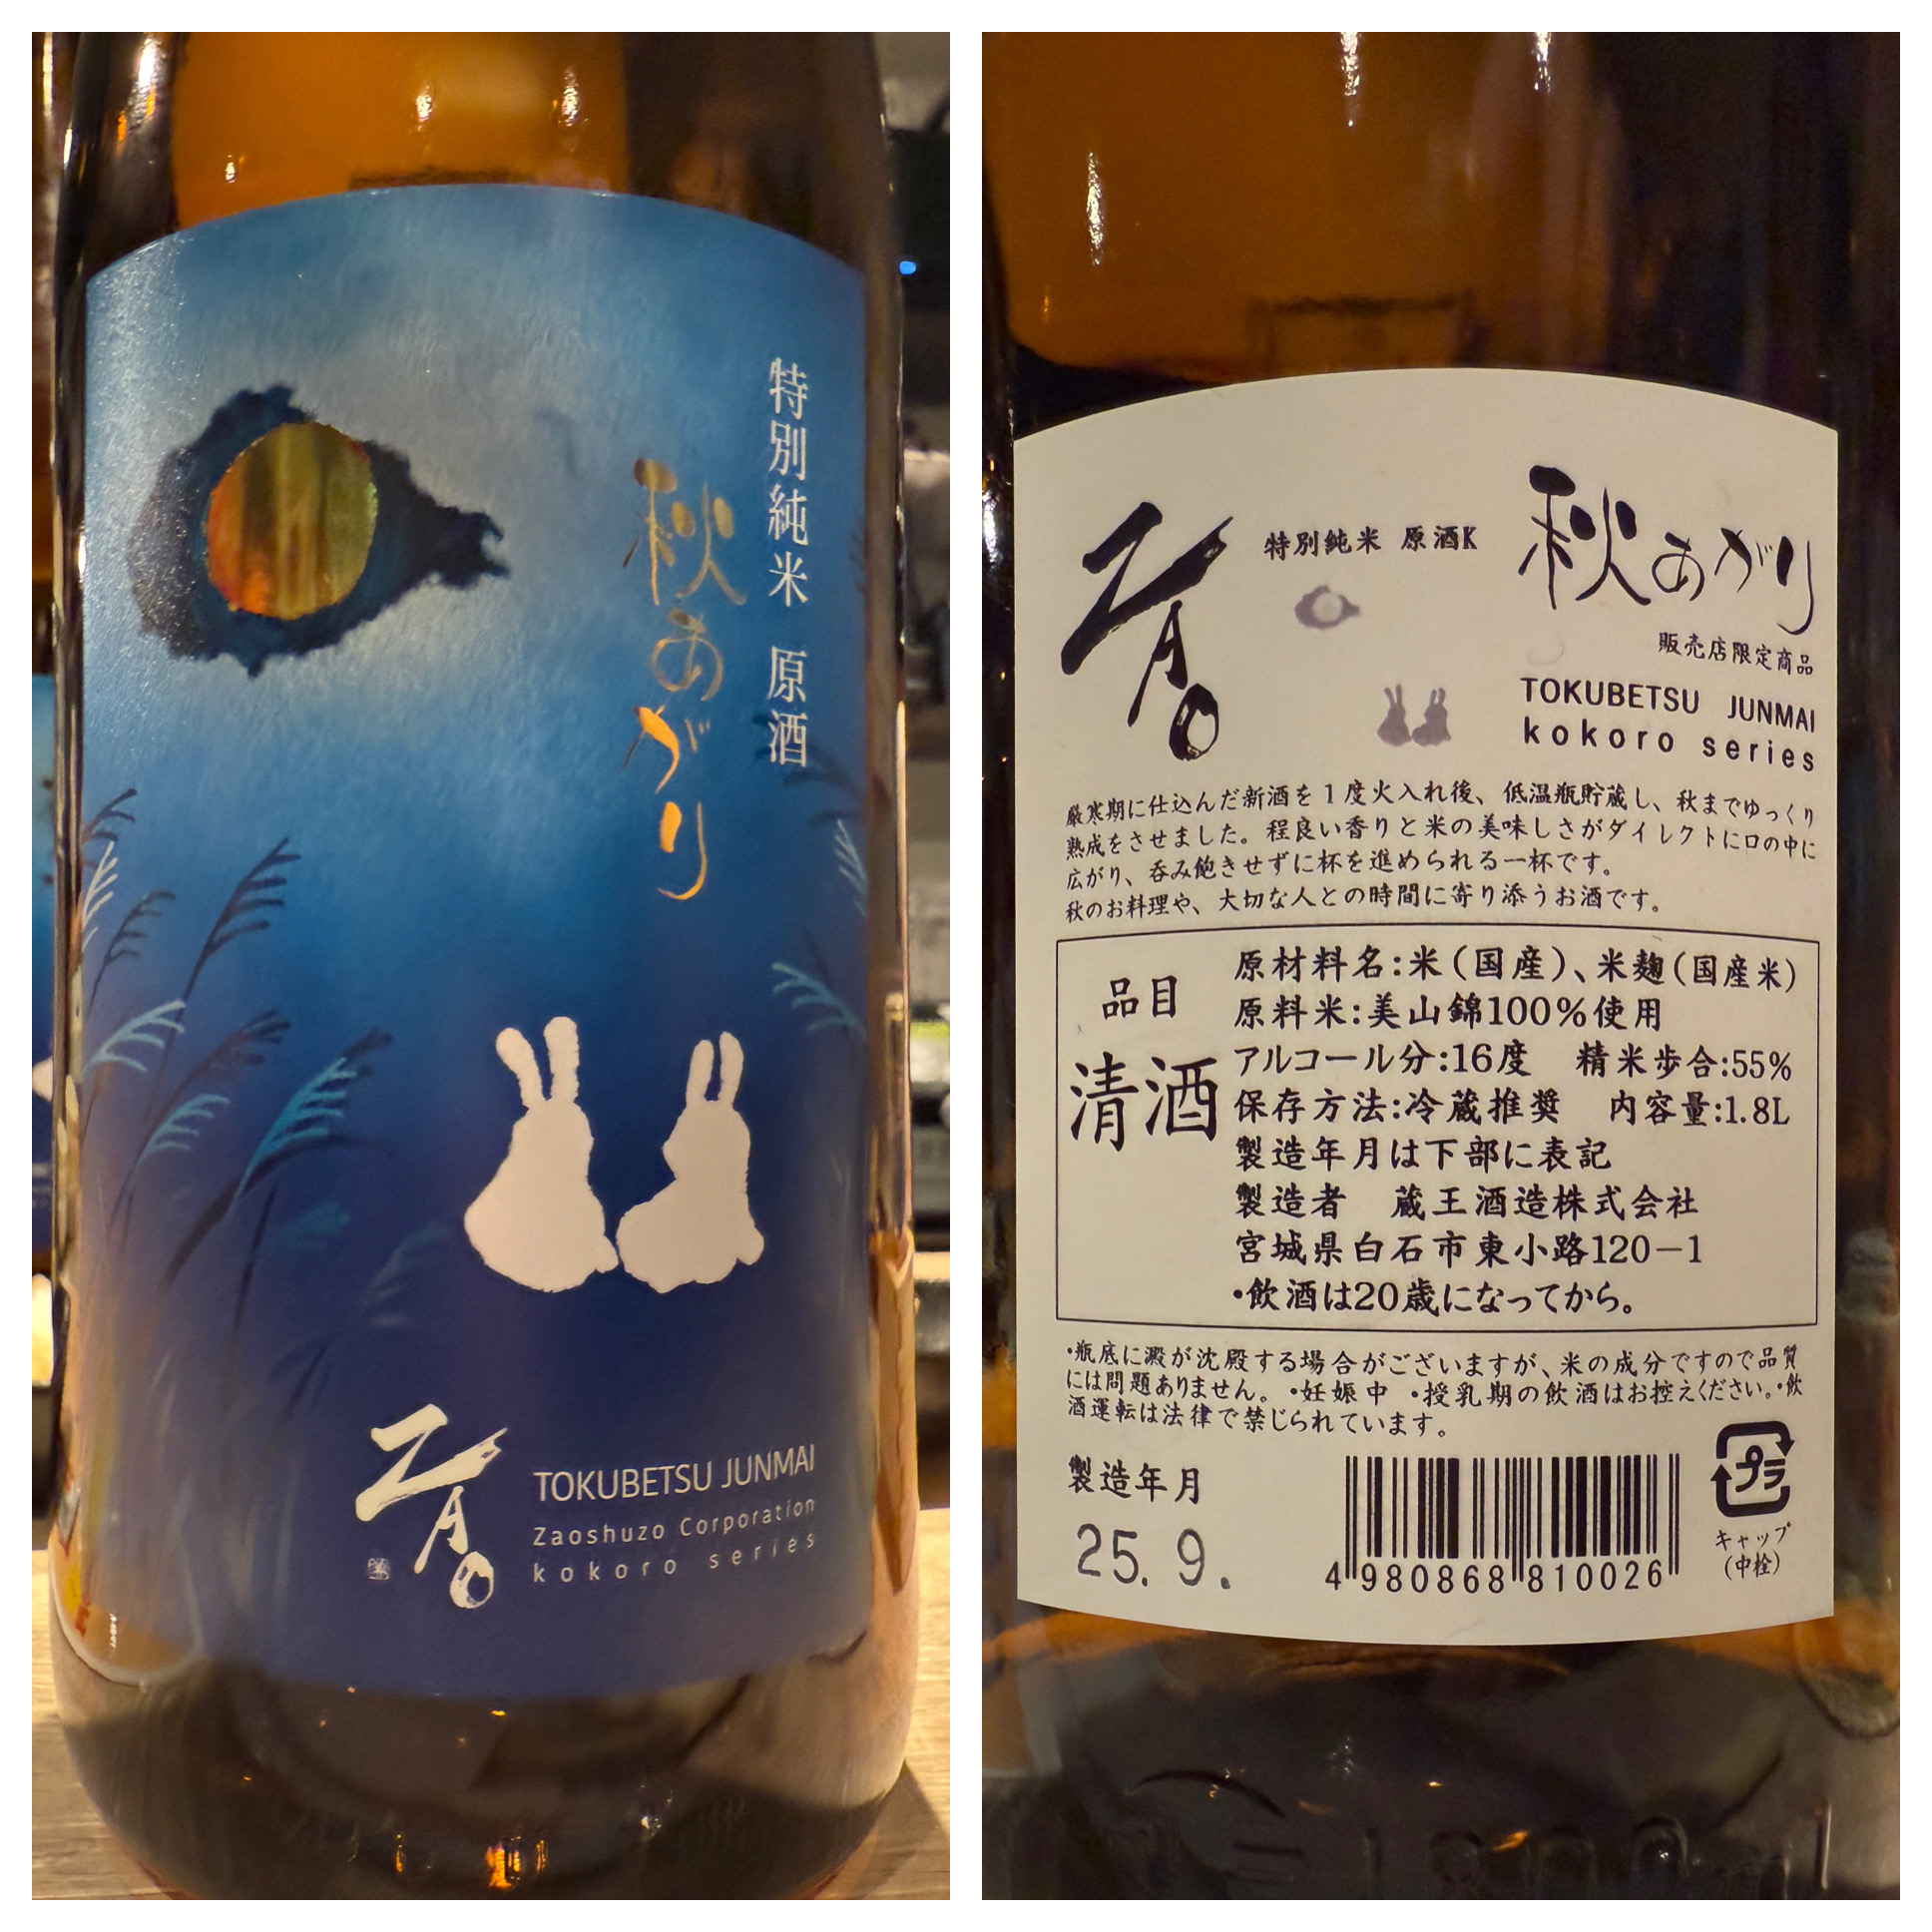 特別純米 原酒
秋あがり
ZAO
TOKUBETSU JUNMAI
Zaoshuzo Corporation
kokoro series
ZAO
特別純米 原酒K
秋あがり
販売店限定商品
TOKUBETSU JUNMAI
kokoro series
厳寒期に仕込んだ新酒を1度火入れ後、低温瓶貯蔵し、秋までゆっくり
熟成をさせました。程良い香りと米の美味しさがダイレクトに口の中に
広がり、呑み飽きせずに杯を進められる一杯です。
秋のお料理や、大切な人との時間に寄り添うお酒です。
品目
清酒
原材料名:米(国産)、米麹(国産米)
原料米:美山錦100%使用
アルコール分:16度 精米歩合:55%
保存方法:冷蔵推奨 内容量:1.8L
製造年月は下部に表記
製造者 蔵王酒造株式会社
宮城県白石市東小路120−1
•飲酒は20歳になってから。
•瓶底に澱が沈殿する場合がございますが、米の成分ですので品質
には問題ありません。•妊娠中 •授乳期の飲酒はお控えください。•飲
酒運転は法律で禁じられています。
製造年月
25. 9.
4 980868 810026
プラ
キャップ
(中栓)